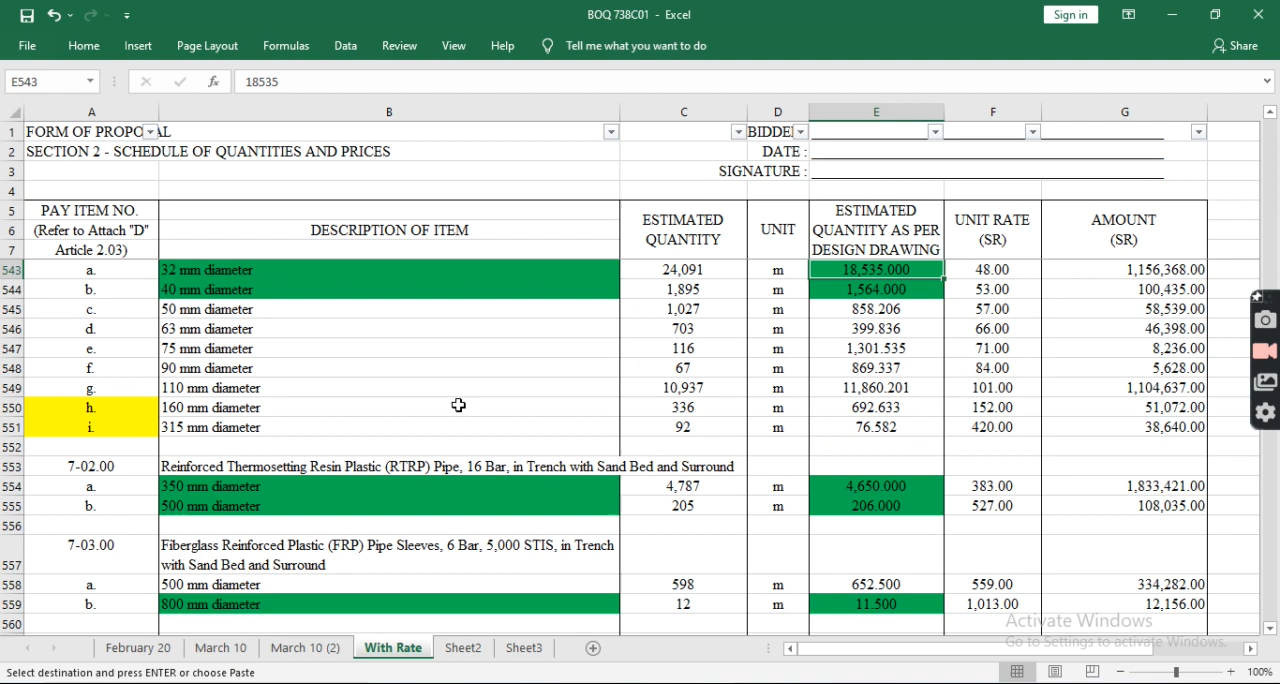 BOQ 738C01 - Excel
Sign in
File Home Insert Page Layout Formulas Data Review View Help Tell me what you want to do
Share
E543 fx 18535
A B C D E F G
1 FORM OF PROPO AL BIDDE
2 SECTION 2 - SCHEDULE OF QUANTITIES AND PRICES DATE :
3 SIGNATURE :
4
5 PAY ITEM NO. ESTIMATED
6 (Refer to Attach "D" DESCRIPTION OF ITEM ESTIMATED QUANTITY UNIT QUANTITY AS PER UNIT RATE (SR) AMOUNT (SR)
7 Article 2.03) DESIGN DRAWING
543 a. 32 mm diameter 24,091 m 18,535.000 48.00 1,156,368.00
544 b. 40 mm diameter 1,895 m 1,564.000 53.00 100,435.00
545 c. 50 mm diameter 1,027 m 858.206 57.00 58,539.00
546 d. 63 mm diameter 703 m 399.836 66.00 46,398.00
547 e. 75 mm diameter 116 m 1,301.535 71.00 8,236.00
548 f. 90 mm diameter 67 m 869.337 84.00 5,628.00
549 g. 110 mm diameter 10,937 m 11,860.201 101.00 1,104,637.00
550 h. 160 mm diameter 336 m 692.633 152.00 51,072.00
551 i. 315 mm diameter 92 m 76.582 420.00 38,640.00
552
553 7-02.00 Reinforced Thermosetting Resin Plastic (RTRP) Pipe, 16 Bar, in Trench with Sand Bed and Surround
554 a. 350 mm diameter 4,787 m 4,650.000 383.00 1,833,421.00
555 b. 500 mm diameter 205 m 206.000 527.00 108,035.00
556
7-03.00 Fiberglass Reinforced Plastic (FRP) Pipe Sleeves, 6 Bar, 5,000 STIS, in Trench
557 with Sand Bed and Surround
558 a. 500 mm diameter 598 m 652.500 559.00 334,282.00
559 b. 800 mm diameter 12 m 11.500 1,013.00 12,156.00
560
Activate Windows
Go to Settings to activate Windows.
February 20 March 10 March 10 (2) With Rate Sheet2 Sheet3
Select destination and press ENTER or choose Paste
100%